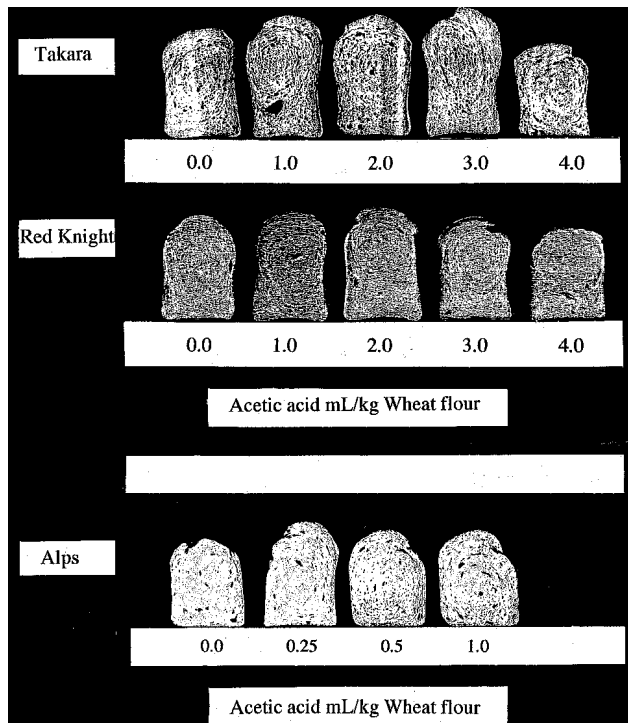 Takara
0.0 1.0 2.0 3.0 4.0
Red Knight
0.0 1.0 2.0 3.0 4.0
Acetic acid mL/kg Wheat flour
Alps
0.0 0.25 0.5 1.0
Acetic acid mL/kg Wheat flour